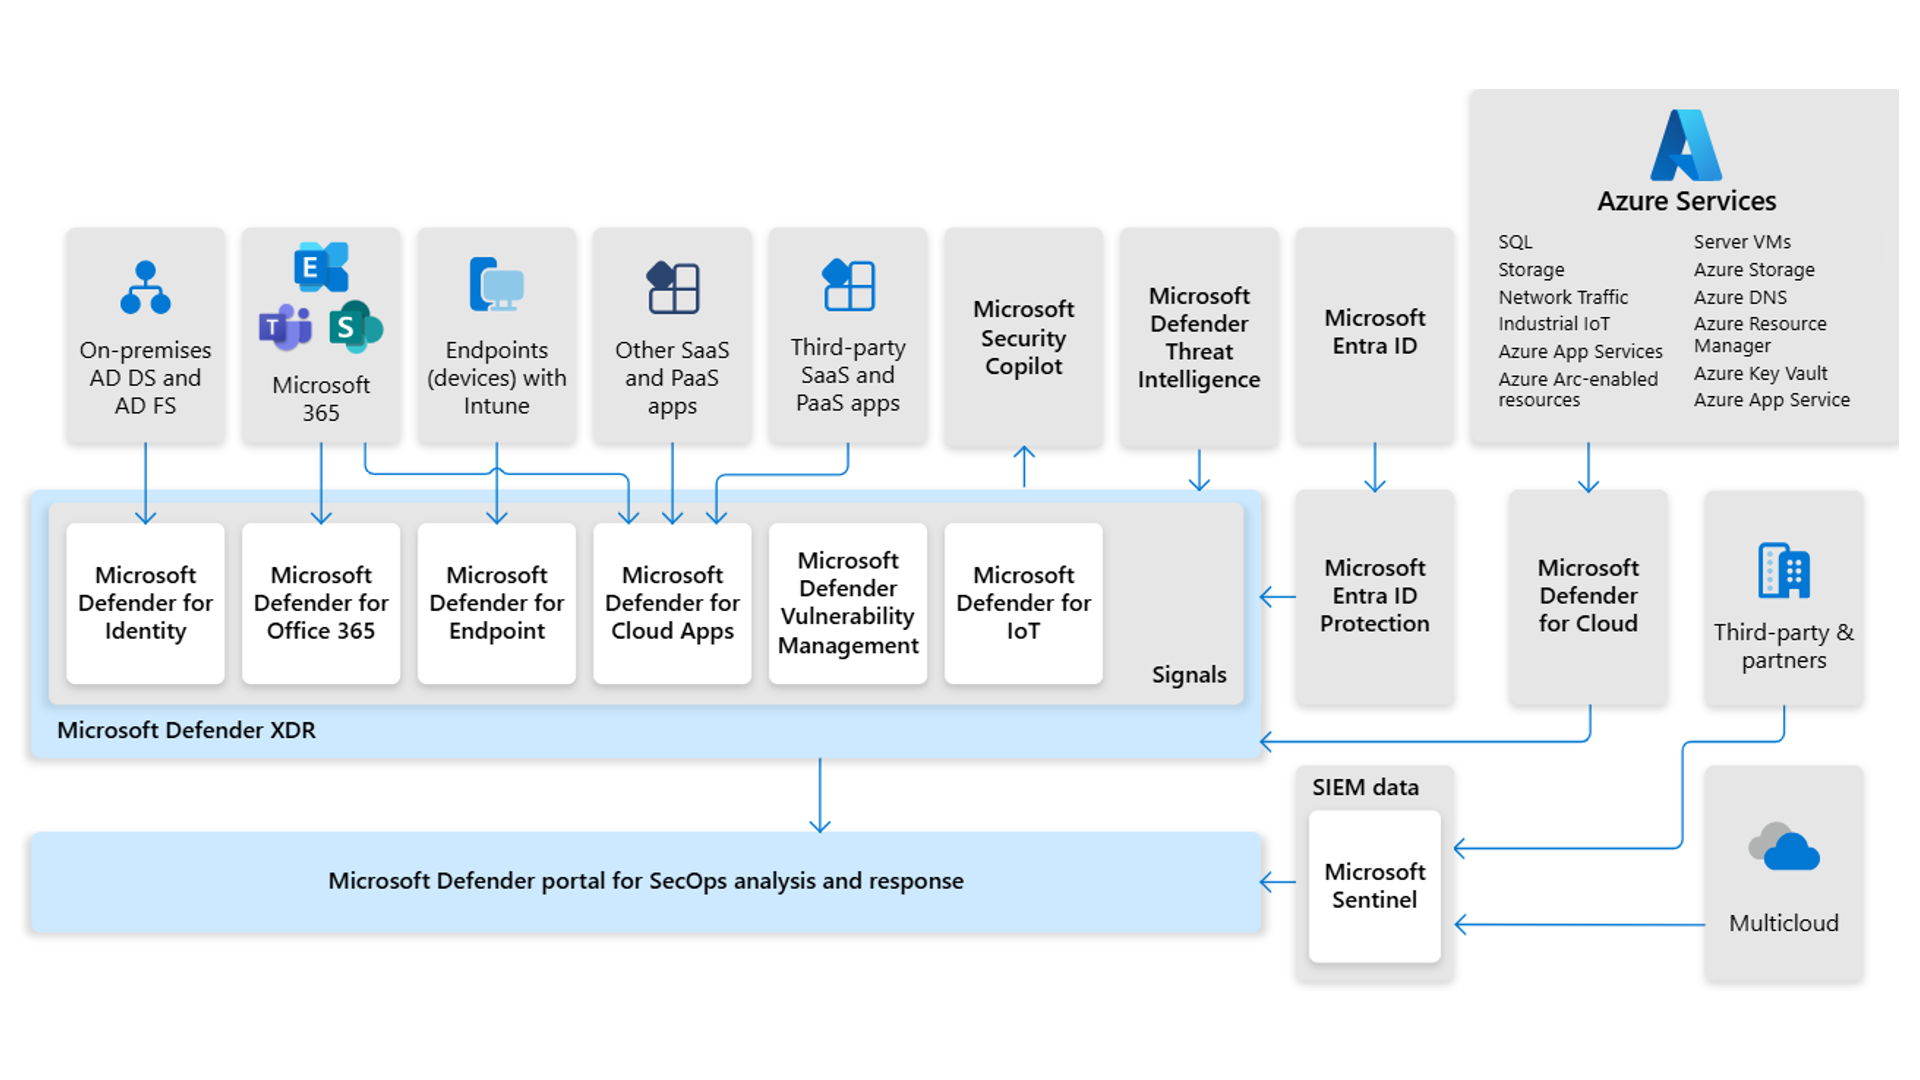 Azure Services
SQL
Storage
Network Traffic
Industrial IoT
Azure App Services
Azure Arc-enabled
resources
Server VMs
Azure Storage
Azure DNS
Azure Resource
Manager
Azure Key Vault
Azure App Service
On-premises
AD DS and
AD FS
E
T
S
Microsoft
365
Endpoints
(devices) with
Intune
Other SaaS
and PaaS
apps
Third-party
SaaS and
PaaS apps
Microsoft
Security
Copilot
Microsoft
Defender
Threat
Intelligence
Microsoft
Entra ID
Microsoft
Defender for
Identity
Microsoft
Defender for
Office 365
Microsoft
Defender for
Endpoint
Microsoft
Defender for
Cloud Apps
Microsoft
Defender
Vulnerability
Management
Microsoft
Defender for
IoT
Signals
Microsoft Defender XDR
Microsoft
Entra ID
Protection
Microsoft
Defender
for Cloud
Third-party &
partners
SIEM data
Microsoft
Sentinel
Multicloud
Microsoft Defender portal for SecOps analysis and response